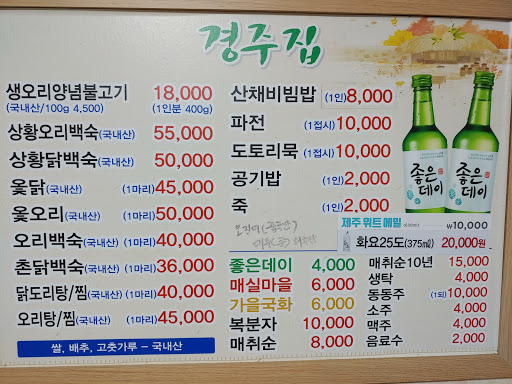 경주집
생오리양념불고기 18,000
(국내산/100g 4,500) (1인분 400g)
상황오리백숙(국내산) 55,000
상황닭백숙(국내산) 50,000
옻닭(국내산) (1마리)45,000
옻오리(국내산) (1마리)50,000
오리백숙(국내산) (1마리)40,000
촌닭백숙(국내산) (1마리)36,000
닭도리탕/찜(국내산) (1마리)40,000
오리탕/찜(국내산) (1마리)45,000
쌀, 배추, 고춧가루 – 국내산
산채비빔밥 (1인)8,000
파전 (1접시)10,000
도토리묵 (1접시)10,000
공기밥 (1인)2,000
죽 (1인)2,000
좋은데이 4,000
매실마을 6,000
가을국화 6,000
복분자 10,000
매취순 8,000
좋은
데이
좋은
데이
제주 위트 에일 ₩10,000
화요25도(375㎖) 20,000원
매취순10년 15,000
생탁 4,000
동동주 (1되)10,000
소주 4,000
맥주 4,000
음료수 2,000